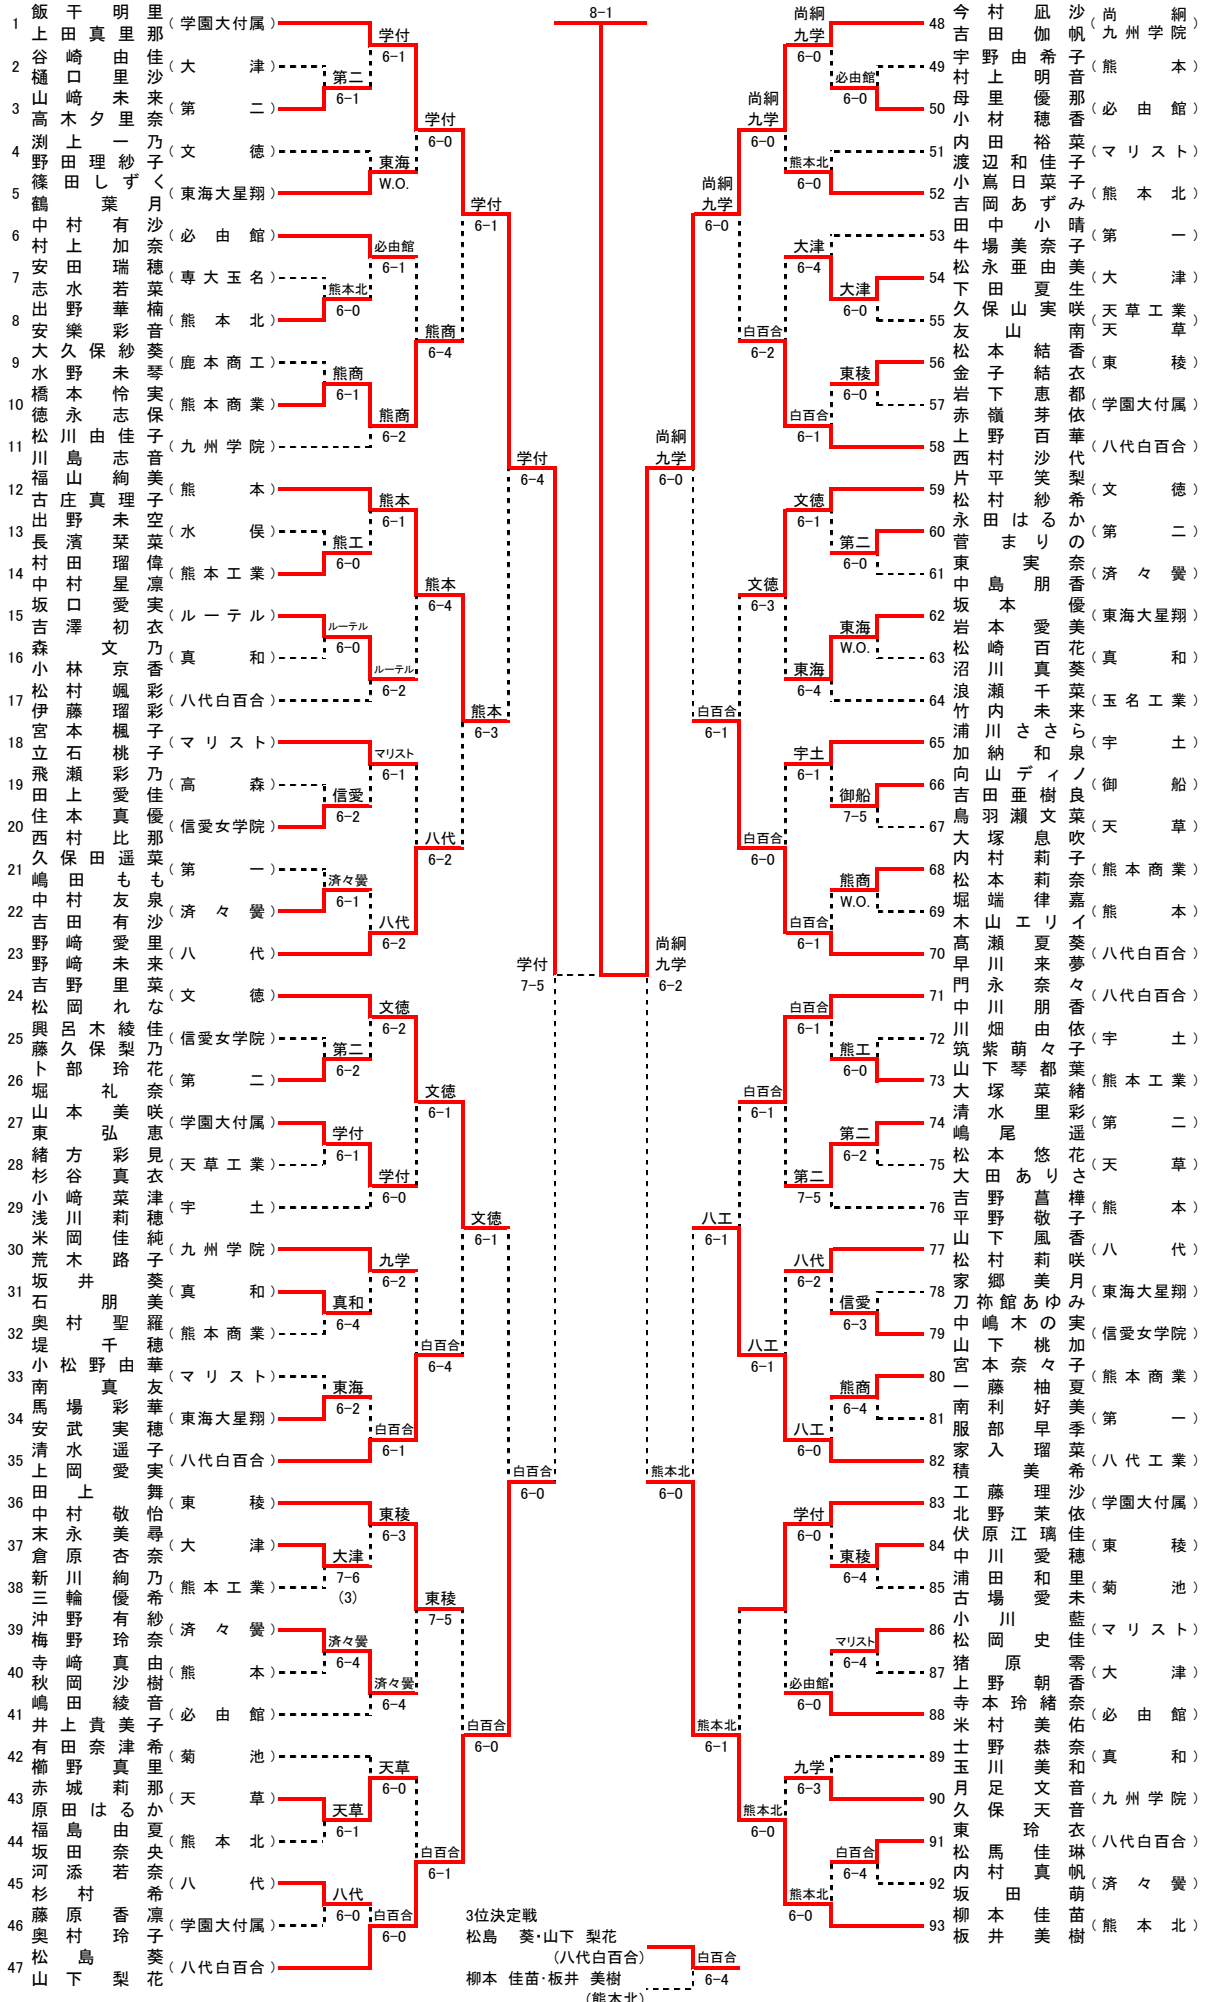 8-1
1 飯干明里 上田真里那 (学園大付属)
2 谷崎由佳 樋口里沙 (大津)
3 山﨑未来 高木夕里奈 (第二)
4 渕上一乃 野田理紗子 (文徳)
5 篠田しずく 鶴葉月 (東海大星翔)
6 中村有沙 村上加奈 (必由館)
7 安田瑞穂 志水若菜 (専大玉名)
8 出野華楠 安樂彩音 (熊本北)
9 大久保紗葵 水野未琴 (鹿本商工)
10 橋本怜実 徳永志保 (熊本商業)
11 松川由佳子 川島志音 (九州学院)
12 福山絢美 古庄真理子 (熊本)
13 出野未空 長濱栞菜 (水俣)
14 村田瑠偉 中村星凛 (熊本工業)
15 坂口愛実 吉澤初衣 (ルーテル)
16 森文乃 小林京香 (真和)
17 松村颯彩 伊藤瑠彩 (八代白百合)
18 宮本楓子 立石桃子 (マリスト)
19 飛瀬彩乃 田上愛佳 (高森)
20 住本真優 西村比那 (信愛女学院)
21 久保田遥菜 嶋田もも (第一)
22 中村友泉 吉田有沙 (済々黌)
23 野﨑愛里 野﨑未来 (八代)
24 吉野里菜 松岡れな (文徳)
25 興呂木綾佳 藤久保梨乃 (信愛女学院)
26 卜部玲花 堀礼奈 (第二)
27 山本美咲 東弘恵 (学園大付属)
28 緒方彩見 杉谷真衣 (天草工業)
29 小﨑菜津 浅川莉穂 (宇土)
30 米岡佳純 荒木路子 (九州学院)
31 坂井葵 石朋美 (真和)
32 奥村聖羅 堤千穂 (熊本商業)
33 小松野由華 南真友 (マリスト)
34 馬場彩華 安武実穂 (東海大星翔)
35 清水遥子 上岡愛実 (八代白百合)
36 田上舞 中村敬怡 (東稜)
37 末永美尋 倉原杏奈 (大津)
38 新川絢乃 三輪優希 (熊本工業)
39 沖野有紗 梅野玲奈 (済々黌)
40 寺﨑真由 秋岡沙樹 (熊本)
41 嶋田綾音 井上貴美子 (必由館)
42 有田奈津希 櫛野真里 (菊池)
43 赤城莉那 原田はるか (天草)
44 福島由夏 坂田奈央 (熊本北)
45 河添若奈 杉村希 (八代)
46 藤原香凛 奥村玲子 (学園大付属)
47 松島葵 山下梨花 (八代白百合)
第二 6-1
東海 W.O.
熊本北 6-0
熊商 6-1
熊工 6-0
ルーテル 6-0
信愛 6-2
済々黌 6-1
第二 6-2
学付 6-1
真和 6-4
東海 6-2
大津 7-6 (3)
済々黌 6-4
天草 6-1
八代 6-0
学付 6-1
必由館 6-1
熊商 6-2
熊本 6-1
ルーテル 6-2
マリスト 6-1
八代 6-2
文徳 6-2
学付 6-0
九学 6-2
白百合 6-1
東稜 6-3
済々黌 6-4
天草 6-0
白百合 6-0
学付 6-0
熊商 6-4
熊本 6-4
八代 6-2
文徳 6-1
白百合 6-4
東稜 7-5
白百合 6-1
学付 6-1
熊本 6-3
文徳 6-1
白百合 6-0
学付 6-4
白百合 6-0
学付 7-5
48 今村凪沙 吉田伽帆 (尚絅 九州学院)
49 宇野由希子 村上明音 (熊本)
50 母里優那 小材穂香 (必由館)
51 内田裕菜 渡辺和佳子 (マリスト)
52 小嶌日菜子 吉岡あずみ (熊本北)
53 田中小晴 牛場美奈子 (第一)
54 松永亜由美 下田夏生 (大津)
55 久保山実咲 友山南 (天草工業 天草)
56 松本結香 金子結衣 (東稜)
57 岩下恵都 赤嶺芽依 (学園大付属)
58 上野百華 西村沙代 (八代白百合)
59 片平笑梨 松村紗希 (文徳)
60 永田はるか 菅まりの (第二)
61 東実奈 中島朋香 (済々黌)
62 坂本優 岩本愛美 (東海大星翔)
63 松崎百花 沼川真葵 (真和)
64 浪瀬千菜 竹内未来 (玉名工業)
65 浦川ささら 加納和泉 (宇土)
66 向山ディノ 吉田亜樹良 (御船)
67 鳥羽瀬文菜 大塚息吹 (天草)
68 内村莉子 松本莉奈 (熊本商業)
69 堀端律嘉 木山エリイ (熊本)
70 髙瀬夏葵 早川来夢 (八代白百合)
71 門永奈々 中川朋香 (八代白百合)
72 川畑由依 筑紫萌々子 (宇土)
73 山下琴都葉 大塚菜緒 (熊本工業)
74 清水里彩 嶋尾遥 (第二)
75 松本悠花 大田ありさ (天草)
76 吉野菖樺 平野敬子 (熊本)
77 山下風香 松村莉咲 (八代)
78 家郷美月 刀祢館あゆみ (東海大星翔)
79 中嶋木の実 山下桃加 (信愛女学院)
80 宮本奈々子 一藤柚夏 (熊本商業)
81 南利好美 服部早季 (第一)
82 家入瑠菜 積美希 (八代工業)
83 工藤理沙 北野茉依 (学園大付属)
84 伏原江璃佳 中川愛穂 (東稜)
85 浦田和里 古場愛未 (菊池)
86 小川藍 松岡史佳 (マリスト)
87 猪原零 上野朝香 (大津)
88 寺本玲緒奈 米村美佑 (必由館)
89 士野恭奈 玉川美和 (真和)
90 月足文音 久保天音 (九州学院)
91 東玲衣 松馬佳琳 (八代白百合)
92 内村真帆 坂田萌 (済々黌)
93 柳本佳苗 板井美樹 (熊本北)
必由館 6-0
熊本北 6-0
大津 6-0
東稜 6-0
第二 6-0
東海 W.O.
御船 7-5
熊商 W.O.
熊工 6-0
第二 6-2
信愛 6-3
熊商 6-4
東稜 6-4
マリスト 6-4
白百合 6-4
尚絅 九学 6-0
大津 6-4
白百合 6-1
文徳 6-1
東海 6-4
宇土 6-1
白百合 6-1
白百合 6-1
第二 7-5
八代 6-2
八工 6-0
学付 6-0
必由館 6-0
九学 6-3
熊本北 6-0
尚絅 九学 6-0
白百合 6-2
文徳 6-3
白百合 6-0
白百合 6-1
八工 6-1
熊本北 6-0
尚絅 九学 6-0
白百合 6-1
八工 6-1
熊本北 6-1
尚絅 九学 6-0
熊本北 6-0
尚絅 九学 6-2
3位決定戦
松島 葵・山下 梨花
(八代白百合)
柳本 佳苗・板井 美樹
(熊本北)
白百合
6-4